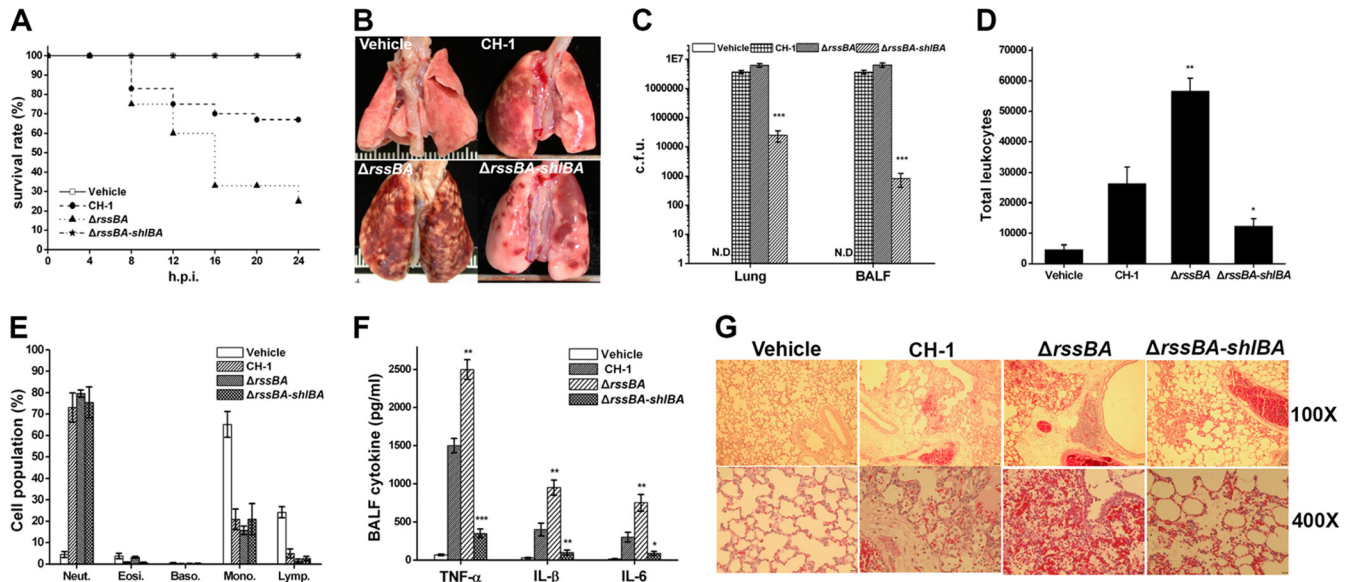 A
survival rate (%)
100
90
80
70
60
50
40
30
20
10
0
0 4 8 12 16 20 24
h.p.i.
Vehicle
CH-1
ΔrssBA
ΔrssBA-shlBA
B
Vehicle CH-1
ΔrssBA ΔrssBA-shlBA
C
Vehicle CH-1 ΔrssBA ΔrssBA-shlBA
c.f.u.
1E7
1000000
100000
10000
1000
100
10
1
N.D *** N.D ***
Lung BALF
D
Total leukocytes
70000
60000
50000
40000
30000
20000
10000
0
** *
Vehicle CH-1 ΔrssBA ΔrssBA-shlBA
E
Cell population (%)
100
90
80
70
60
50
40
30
20
10
0
Vehicle
CH-1
ΔrssBA
ΔrssBA-shlBA
Neut. Eosi. Baso. Mono. Lymp.
F
BALF cytokine (pg/ml)
2500
2000
1500
1000
500
0
Vehicle
CH-1
ΔrssBA
ΔrssBA-shlBA
** *** ** ** ** *
TNF-α IL-β IL-6
G
Vehicle CH-1 ΔrssBA ΔrssBA-shlBA
100X
400X